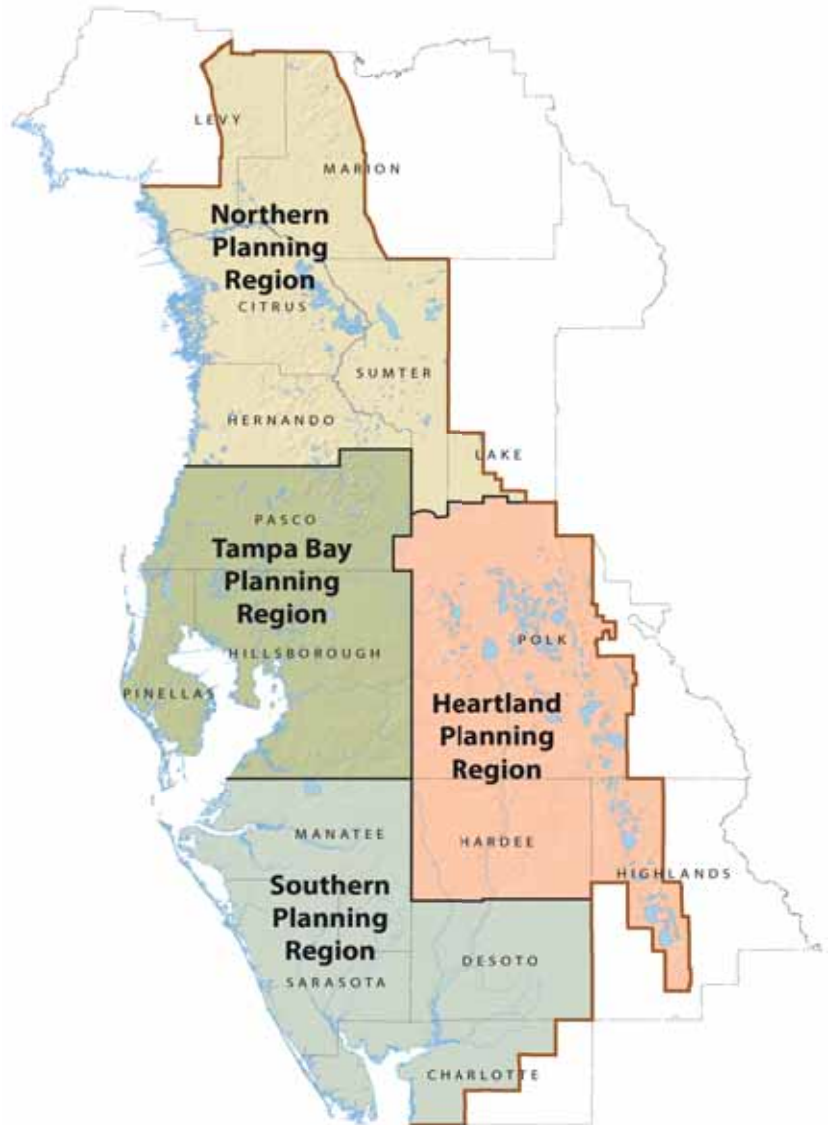 LEVY
MARION
Northern
Planning
Region
CITRUS
SUMTER
HERNANDO
LAKE
PASCO
Tampa Bay
Planning
Region
HILLSBOROUGH
PINELLAS
POLK
Heartland
Planning
Region
MANATEE
HARDEE
HIGHLANDS
Southern
Planning
Region
SARASOTA
DESOTO
CHARLOTTE